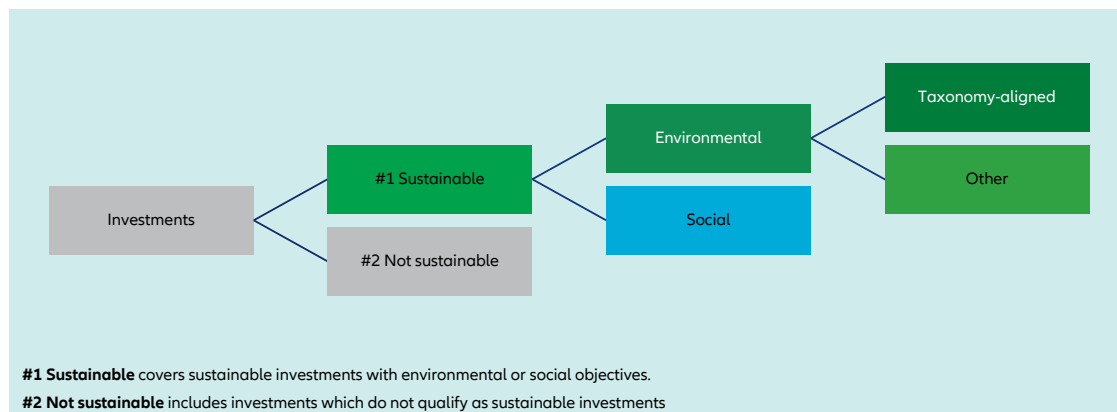 Taxonomy-aligned
Environmental
#1 Sustainable
Other
Investments
Social
#2 Not sustainable
#1 Sustainable covers sustainable investments with environmental or social objectives.
#2 Not sustainable includes investments which do not qualify as sustainable investments